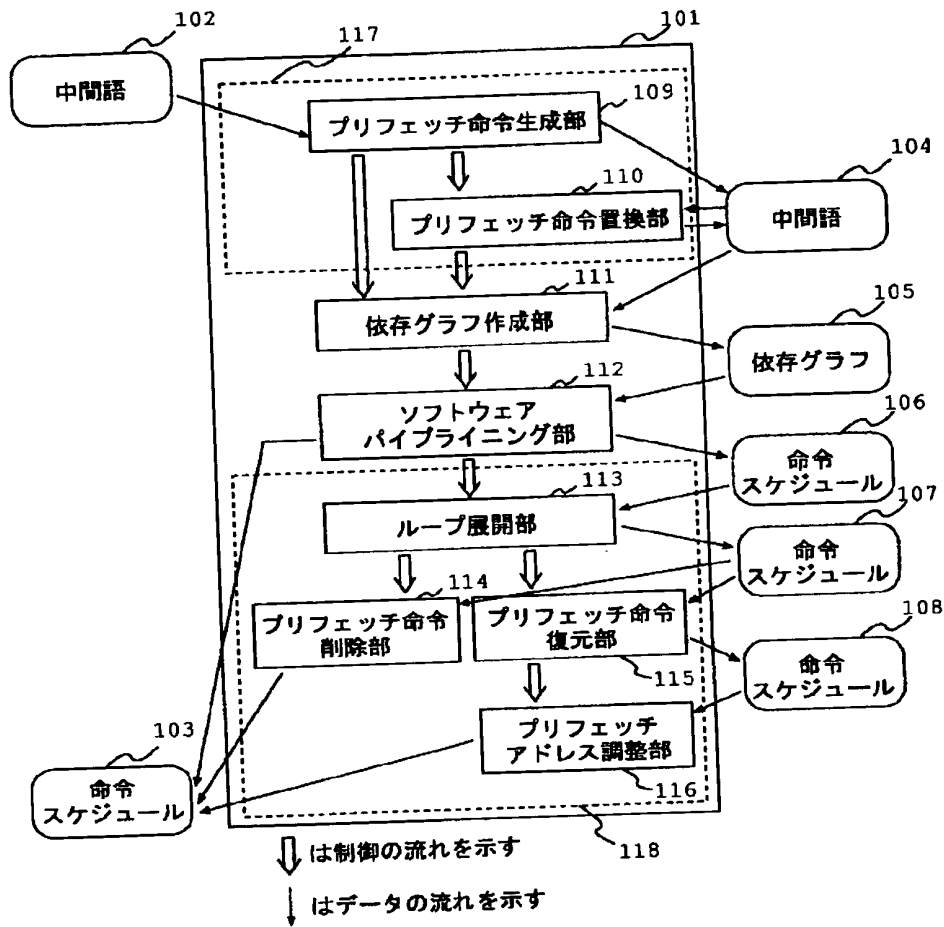 102
117
101
中間語
プリフェッチ命令生成部
109
104
110
プリフェッチ命令置換部
中間語
111
依存グラフ作成部
105
依存グラフ
112
ソフトウェア
パイプライニング部
106
命令
スケジュール
113
ループ展開部
107
命令
スケジュール
114
プリフェッチ命令
削除部
プリフェッチ命令
復元部
115
108
命令
スケジュール
103
命令
スケジュール
プリフェッチ
アドレス調整部
116
118
は制御の流れを示す
はデータの流れを示す